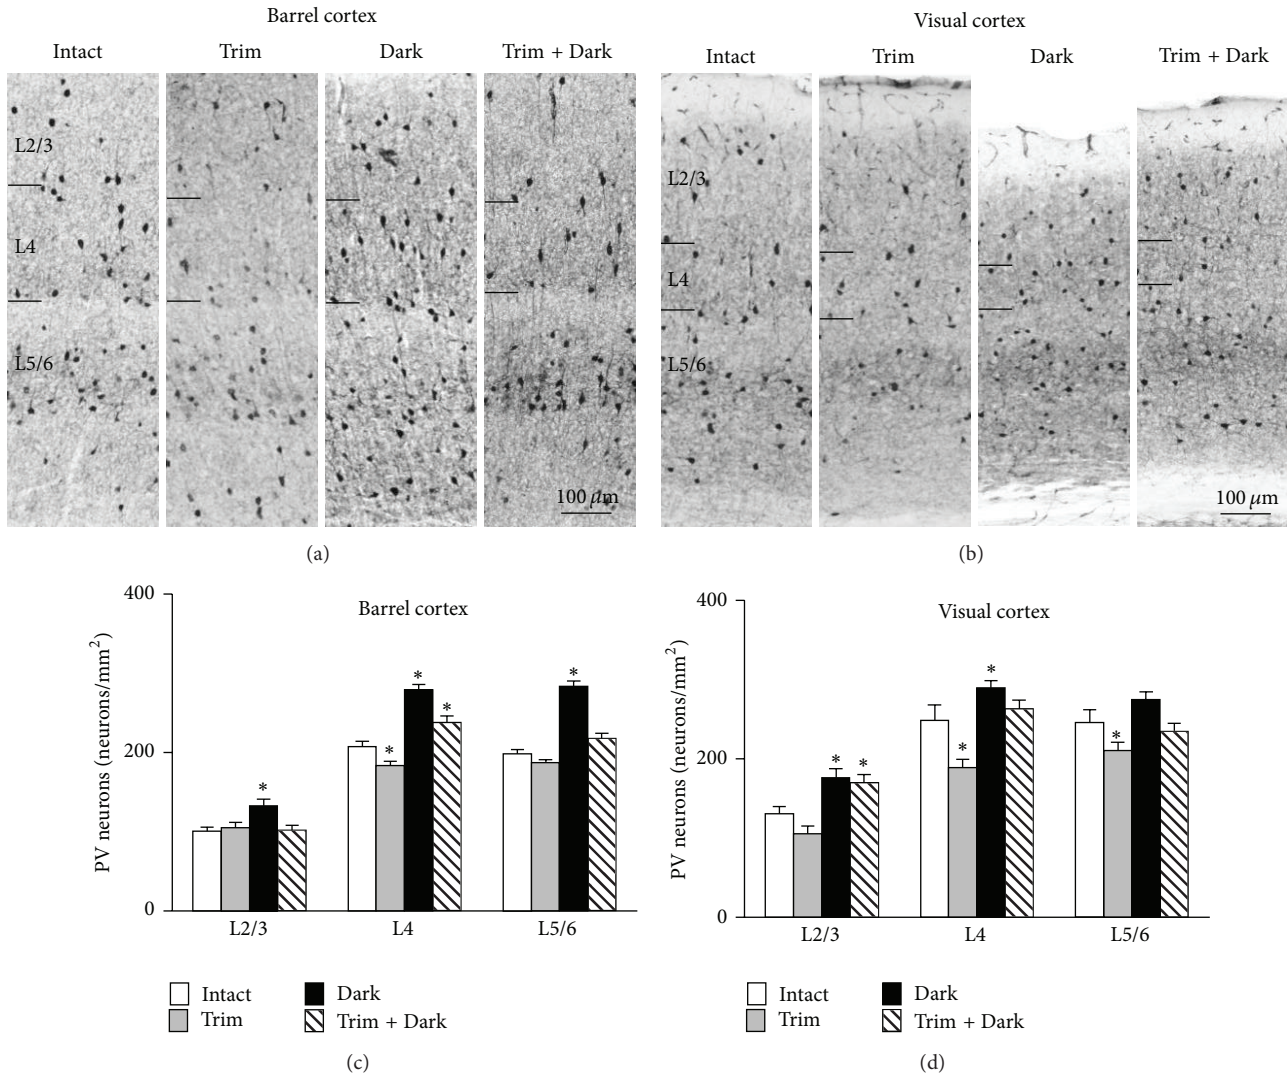 Barrel cortex
Intact
Trim
Dark
Trim + Dark
L2/3
L4
L5/6
100 μm
(a)
Visual cortex
Intact
Trim
Dark
Trim + Dark
L2/3
L4
L5/6
100 μm
(b)
Barrel cortex
PV neurons (neurons/mm²)
400
200
0
* * * * *
L2/3 L4 L5/6
Intact
Dark
Trim
Trim + Dark
(c)
Visual cortex
PV neurons (neurons/mm²)
400
200
0
* * * * *
L2/3 L4 L5/6
Intact
Dark
Trim
Trim + Dark
(d)